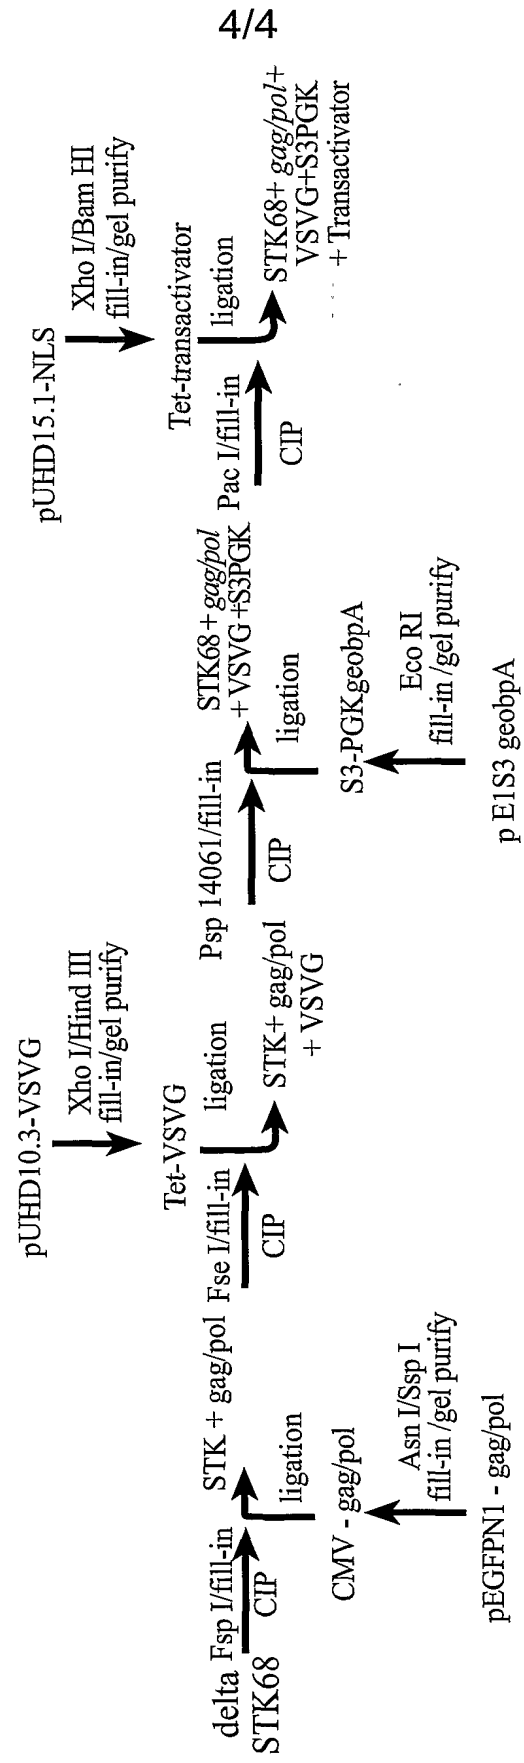 4/4
delta Fsp I/fill-in
STK68
CIP
STK + gag/pol
ligation
CMV - gag/pol
Asn I/Ssp I
fill-in /gel purify
pEGFPN1 - gag/pol
pUHD10.3-VSVG
Xho I/Hind III
fill-in/gel purify
Tet-VSVG
ligation
Fse I/fill-in
CIP
STK+ gag/pol
+ VSVG
Psp 14061/fill-in
CIP
STK68 + gag/pol
+ VSVG +S3PGK
ligation
S3-PGKgeobpA
Eco RI
fill-in /gel purify
p E1S3 geobpA
pUHD15.1-NLS
Xho I/Bam HI
fill-in/gel purify
Tet-transactivator
ligation
Pac I/fill-in
CIP
STK68+ gag/pol+
VSVG+S3PGK
+ Transactivator